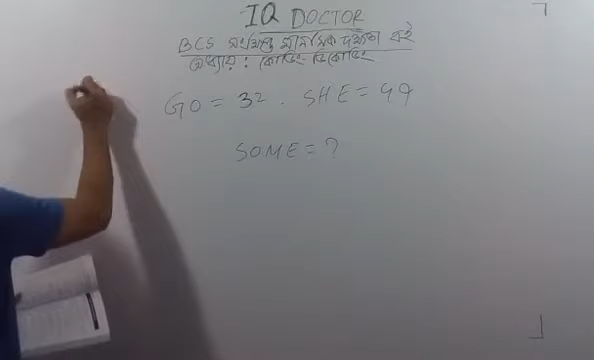 IQ DOCTOR
BCS মানসিক দক্ষতা বই
অধ্যায় : কোডিং-ডিকোডিং
GO = 32 . SHE = 49
SOME = ?